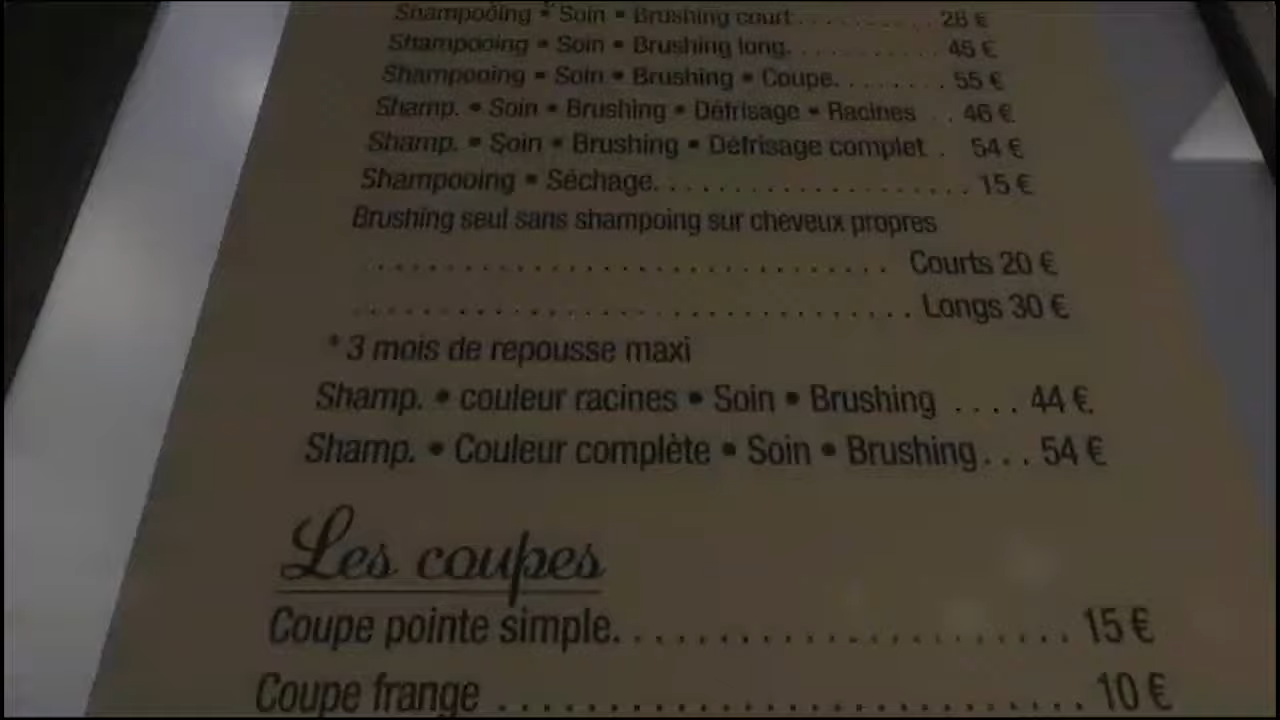 Shampooing • Soin • Brushing court.......... 28 €
Shampooing • Soin • Brushing long........... 45 €
Shampooing • Soin • Brushing • Coupe........ 55 €
Shamp. • Soin • Brushing • Défrisage • Racines .. 46 €
Shamp. • Soin • Brushing • Défrisage complet . 54 €
Shampooing • Séchage..................... 15 €
Brushing seul sans shampoing sur cheveux propres
............................... Courts 20 €
............................... Longs 30 €
* 3 mois de repousse maxi
Shamp. • couleur racines • Soin • Brushing .... 44 €
Shamp. • Couleur complète • Soin • Brushing... 54 €
Les coupes
Coupe pointe simple...................... 15 €
Coupe frange ............................ 10 €